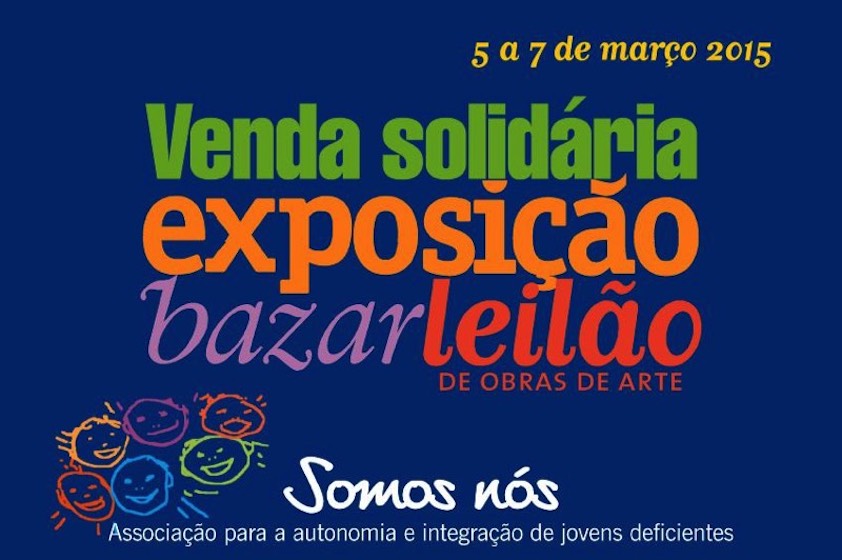 5 a 7 de março 2015
Venda solidária
exposição
bazar leilão
DE OBRAS DE ARTE
Somos nós
Associação para a autonomia e integração de jovens deficientes